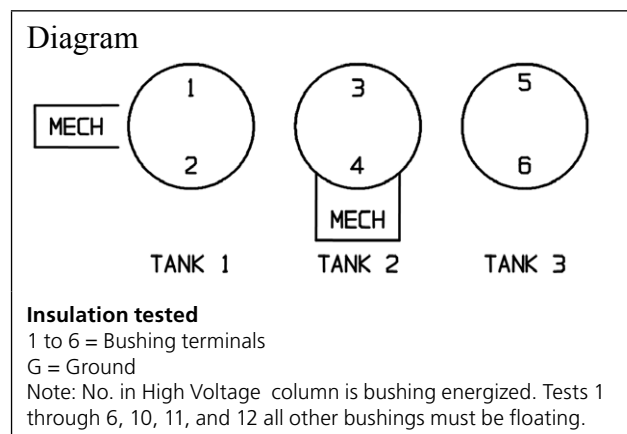 Diagram
1 3 5
MECH
2 4 6
MECH
TANK 1 TANK 2 TANK 3
Insulation tested
1 to 6 = Bushing terminals
G = Ground
Note: No. in High Voltage column is bushing energized. Tests 1
through 6, 10, 11, and 12 all other bushings must be floating.